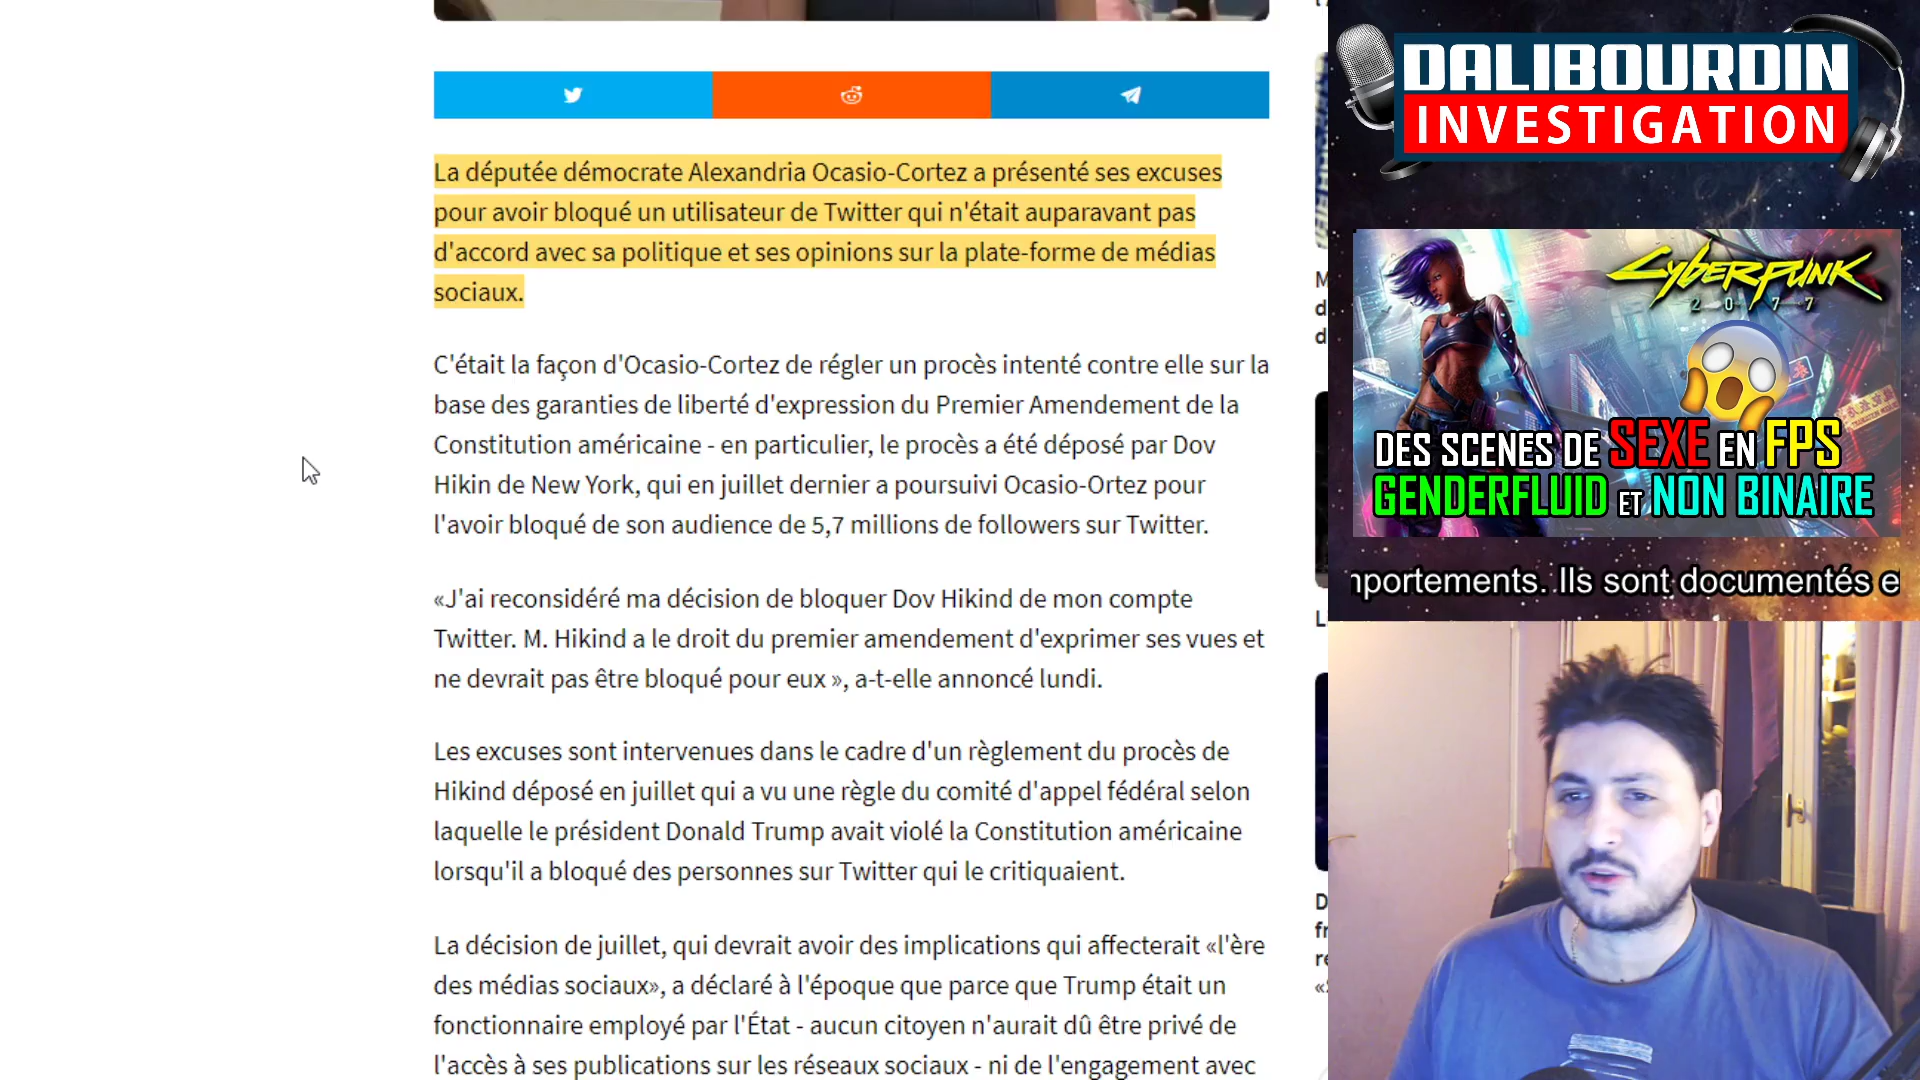 DALIBOURDIN
INVESTIGATION
La députée démocrate Alexandria Ocasio-Cortez a présenté ses excuses
pour avoir bloqué un utilisateur de Twitter qui n'était auparavant pas
d'accord avec sa politique et ses opinions sur la plate-forme de médias
sociaux.
C'était la façon d'Ocasio-Cortez de régler un procès intenté contre elle sur la
base des garanties de liberté d'expression du Premier Amendement de la
Constitution américaine - en particulier, le procès a été déposé par Dov
Hikin de New York, qui en juillet dernier a poursuivi Ocasio-Ortez pour
l'avoir bloqué de son audience de 5,7 millions de followers sur Twitter.
«J'ai reconsidéré ma décision de bloquer Dov Hikind de mon compte
Twitter. M. Hikind a le droit du premier amendement d'exprimer ses vues et
ne devrait pas être bloqué pour eux », a-t-elle annoncé lundi.
Les excuses sont intervenues dans le cadre d'un règlement du procès de
Hikind déposé en juillet qui a vu une règle du comité d'appel fédéral selon
laquelle le président Donald Trump avait violé la Constitution américaine
lorsqu'il a bloqué des personnes sur Twitter qui le critiquaient.
La décision de juillet, qui devrait avoir des implications qui affecterait «l'ère
des médias sociaux», a déclaré à l'époque que parce que Trump était un
fonctionnaire employé par l'État - aucun citoyen n'aurait dû être privé de
l'accès à ses publications sur les réseaux sociaux - ni de l'engagement avec
CYBERPUNK
2077
DES SCENES DE SEXE EN FPS
GENDERFLUID ET NON BINAIRE
mportements. Ils sont documentés e